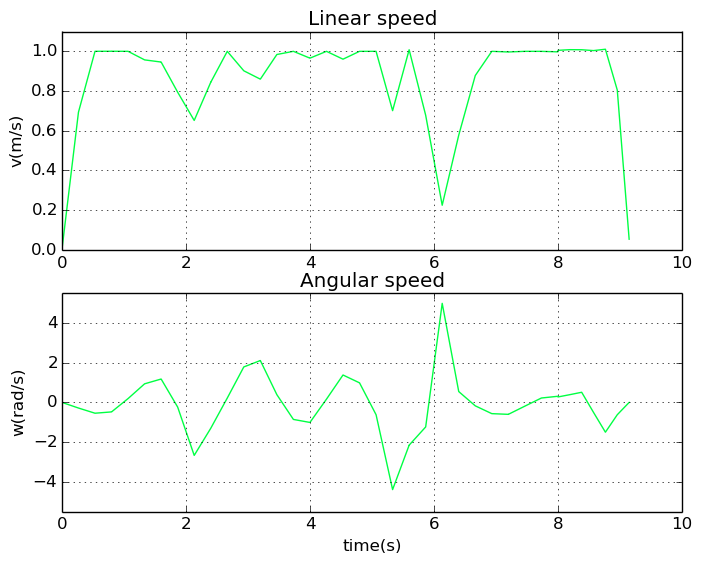 Linear speed
v(m/s)
1.0
0.8
0.6
0.4
0.2
0.0
0 2 4 6 8 10
Angular speed
w(rad/s)
4
2
0
−2
−4
0 2 4 6 8 10
time(s)